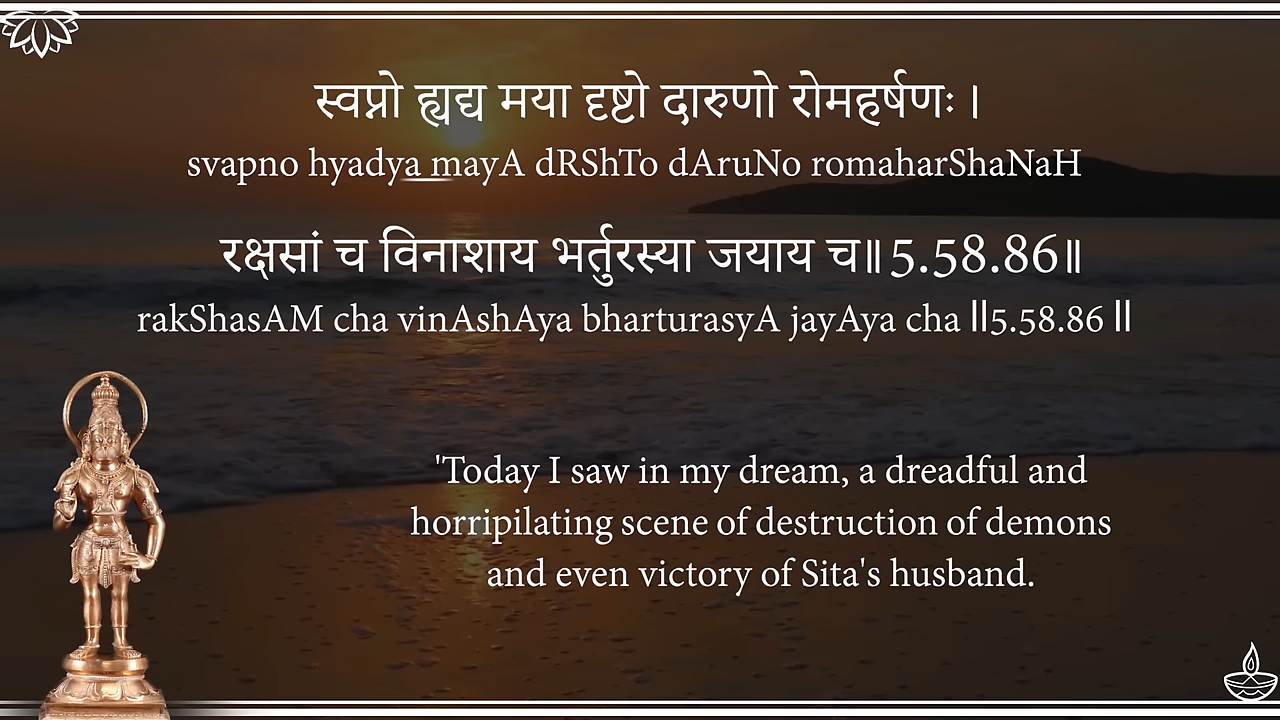 स्वप्नो ह्यद्य मया दृष्टो दारुणो रोमहर्षणः ।
svapno hyadya mayA dRShTo dAruNo romaharShaNaH
रक्षसां च विनाशाय भर्तुरस्या जयाय च॥5.58.86॥
rakShasAM cha vinAshAya bharturasyA jayAya cha ||5.58.86 ||
'Today I saw in my dream, a dreadful and
horripilating scene of destruction of demons
and even victory of Sita's husband.